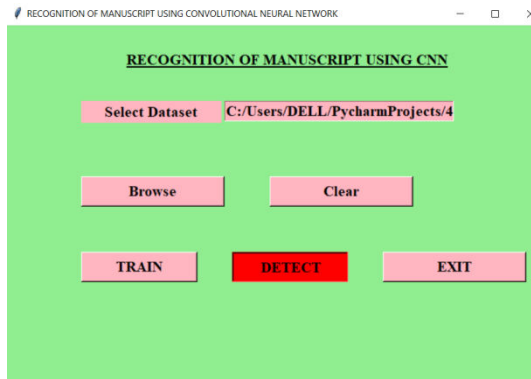 RECOGNITION OF MANUSCRIPT USING CONVOLUTIONAL NEURAL NETWORK
RECOGNITION OF MANUSCRIPT USING CNN
Select Dataset C:/Users/DELL/PycharmProjects/4
Browse Clear
TRAIN DETECT EXIT